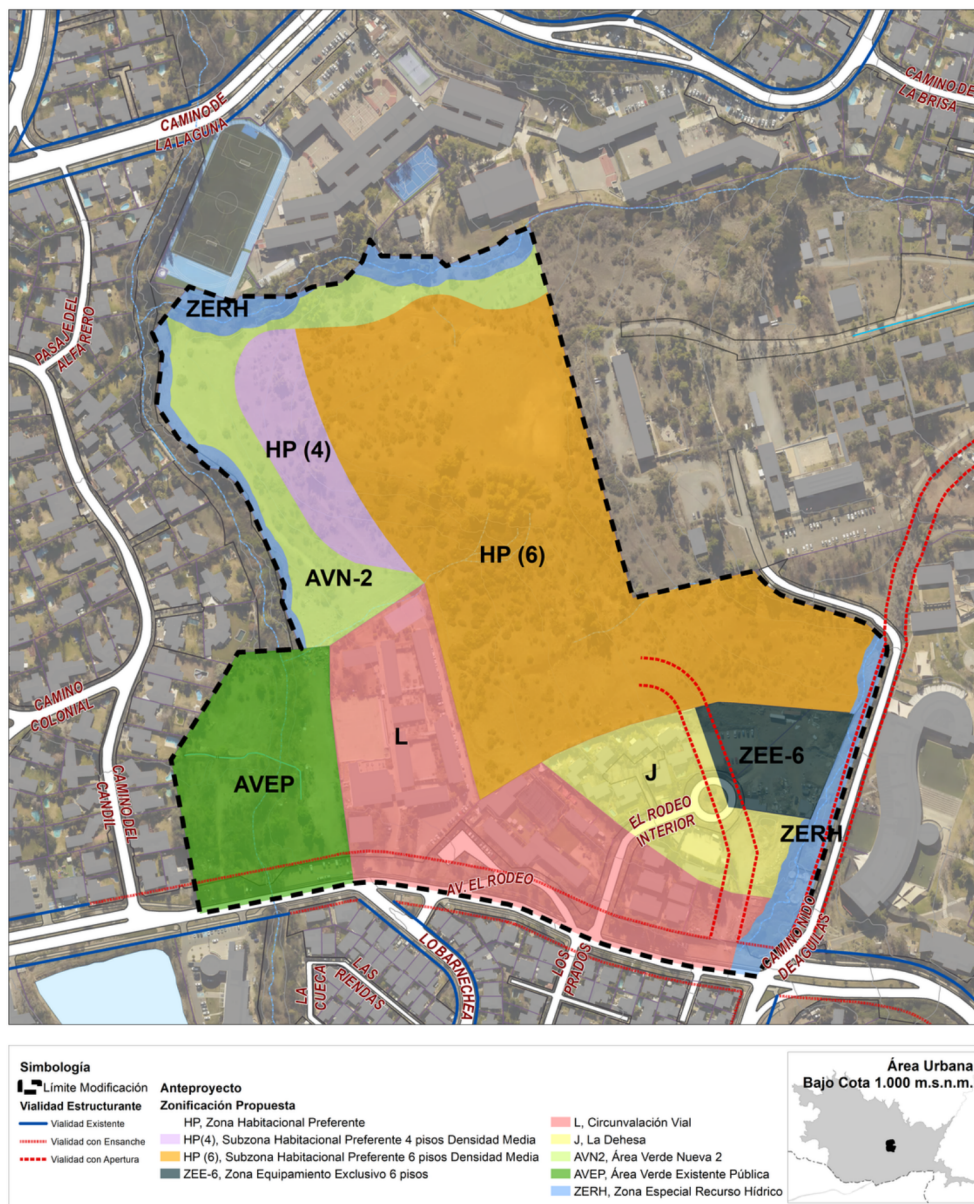 CAMINO DE
LA LAGUNA
CAMINO DE
LA BRISA
PASAJE DEL
ALFARERO
ZERH
HP (4)
HP (6)
AVN-2
CAMINO
COLONIAL
CAMINO DEL
CANDIL
AVEP
L
J
ZEE-6
EL RODEO
INTERIOR
ZERH
AV. EL RODEO
CAMINO NIDO
DE AGUILAS
LO BARNECHEA
LOS
PRADOS
LA
CUECA
LAS
RIENDAS
Simbología
Límite Modificación
Vialidad Estructurante
Vialidad Existente
Vialidad con Ensanche
Vialidad con Apertura
Anteproyecto
Zonificación Propuesta
HP, Zona Habitacional Preferente
HP(4), Subzona Habitacional Preferente 4 pisos Densidad Media
HP (6), Subzona Habitacional Preferente 6 pisos Densidad Media
ZEE-6, Zona Equipamiento Exclusivo 6 pisos
L, Circunvalación Vial
J, La Dehesa
AVN2, Área Verde Nueva 2
AVEP, Área Verde Existente Pública
ZERH, Zona Especial Recurso Hídrico
Área Urbana
Bajo Cota 1.000 m.s.n.m.